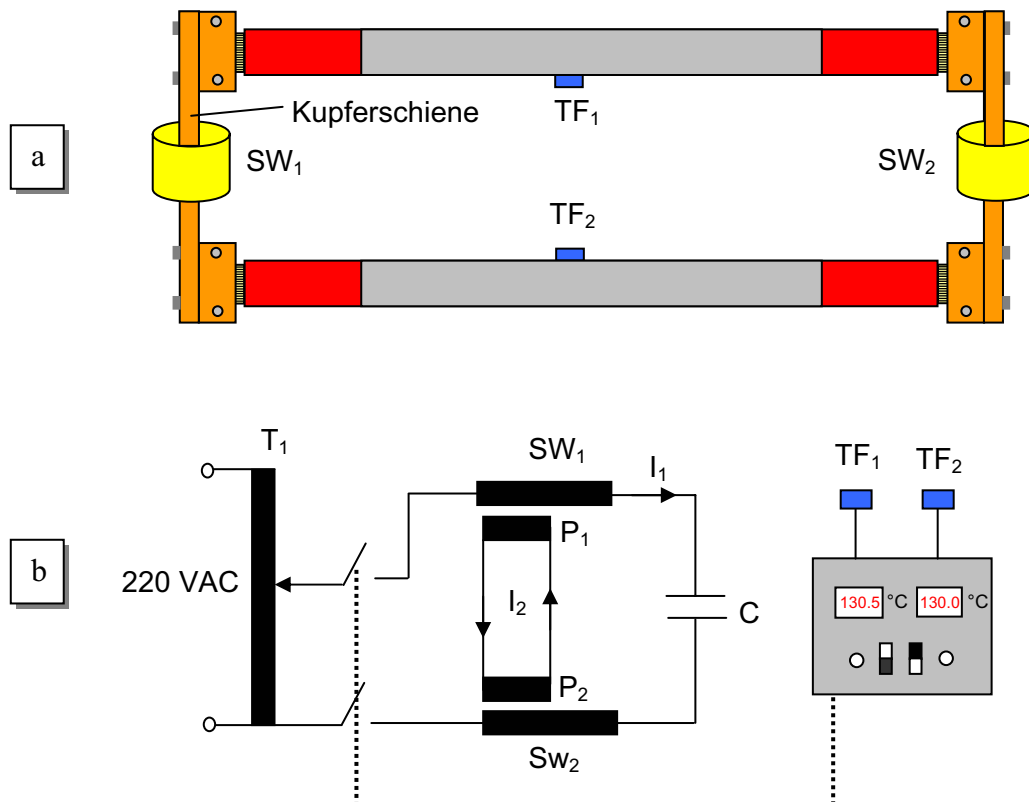 TF₁
Kupferschiene
a
SW₁
SW₂
TF₂
T₁
SW₁
I₁
TF₁
TF₂
P₁
b
220 VAC
I₂
C
130.5 °C
130.0 °C
P₂
Sw₂